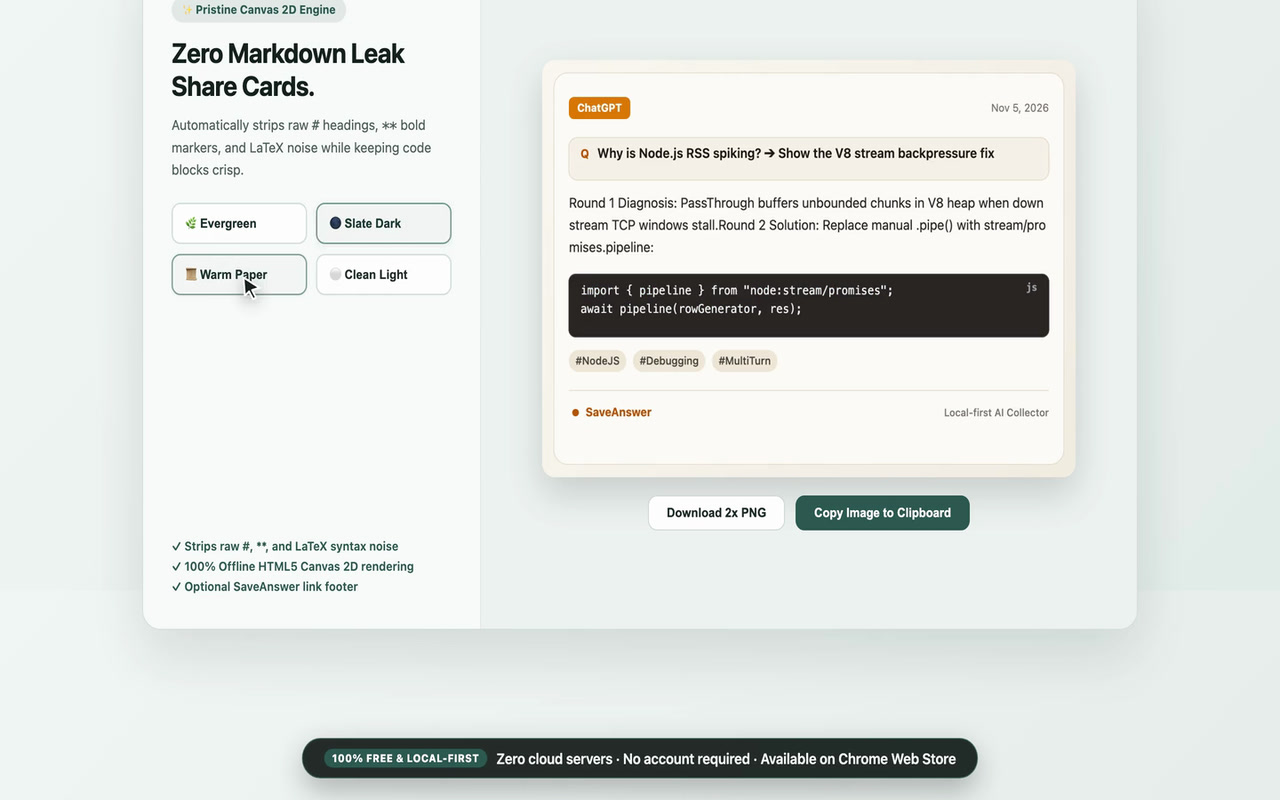 ✨ Pristine Canvas 2D Engine
Zero Markdown Leak
Share Cards.
Automatically strips raw # headings, ** bold
markers, and LaTeX noise while keeping code
blocks crisp.
🌿 Evergreen
🌑 Slate Dark
📜 Warm Paper
⚪ Clean Light
✓ Strips raw #, **, and LaTeX syntax noise
✓ 100% Offline HTML5 Canvas 2D rendering
✓ Optional SaveAnswer link footer
ChatGPT
Nov 5, 2026
Q Why is Node.js RSS spiking? ➔ Show the V8 stream backpressure fix
Round 1 Diagnosis: PassThrough buffers unbounded chunks in V8 heap when down
stream TCP windows stall.Round 2 Solution: Replace manual .pipe() with stream/pro
mises.pipeline:
js
import { pipeline } from "node:stream/promises";
await pipeline(rowGenerator, res);
#NodeJS #Debugging #MultiTurn
● SaveAnswer
Local-first AI Collector
Download 2x PNG
Copy Image to Clipboard
100% FREE & LOCAL-FIRST Zero cloud servers · No account required · Available on Chrome Web Store